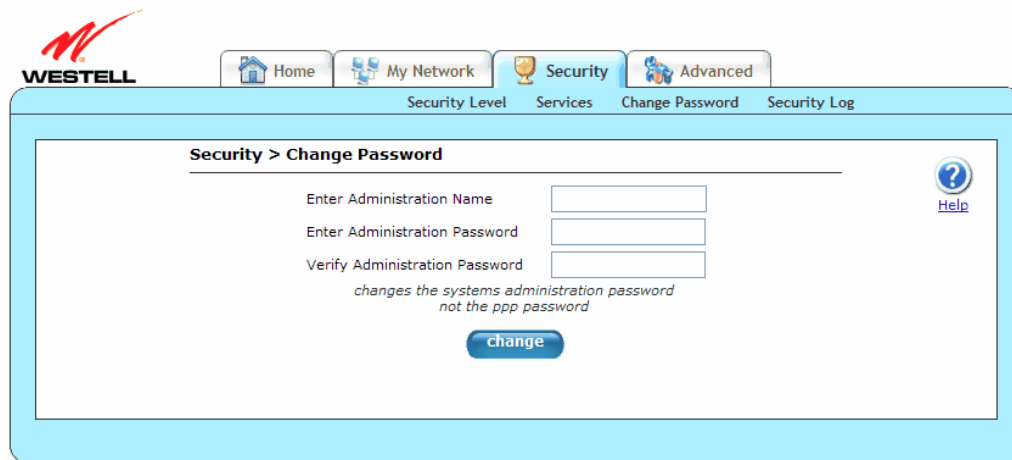 WESTELL
Home My Network Security Advanced
Security Level Services Change Password Security Log
Security > Change Password
Help
Enter Administration Name
Enter Administration Password
Verify Administration Password
changes the systems administration password
not the ppp password
change